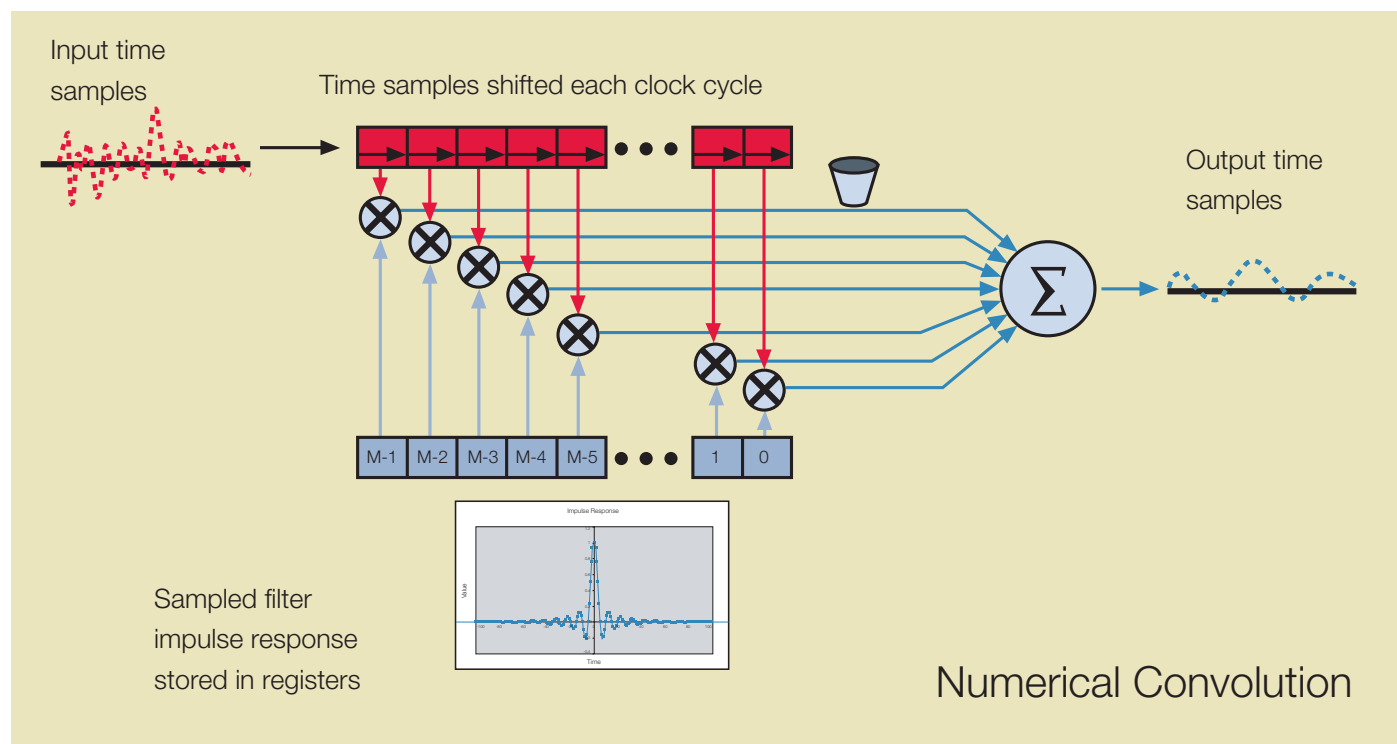 Input time
samples
Time samples shifted each clock cycle
Output time
samples
Σ
M-1 M-2 M-3 M-4 M-5 1 0
Impulse Response
Value
Time
Sampled filter
impulse response
stored in registers
Numerical Convolution